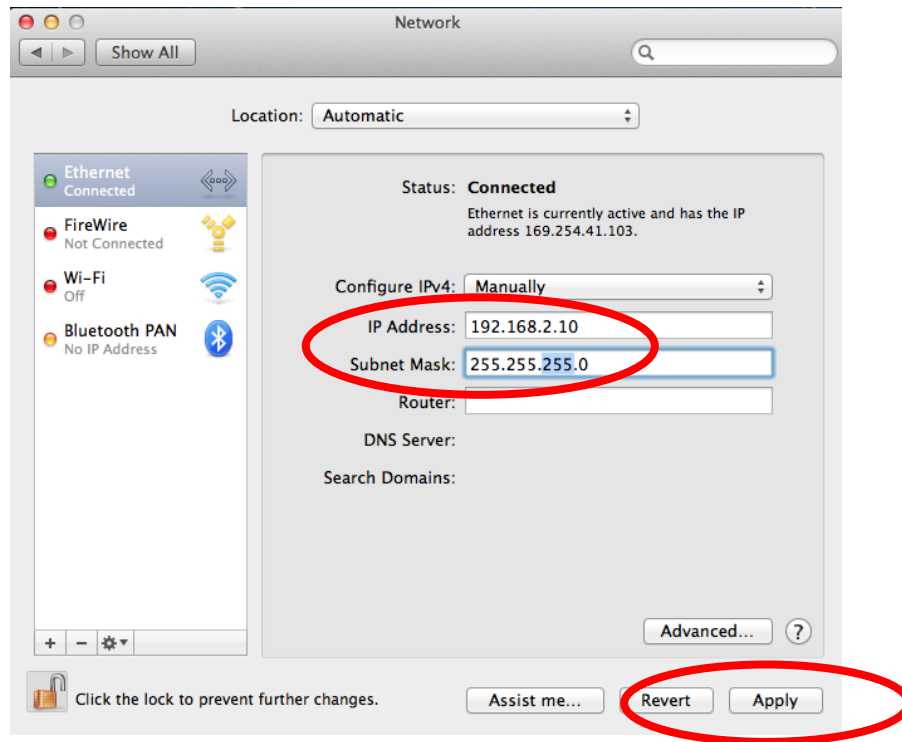 Network
Show All
Location: Automatic
Ethernet
Connected
FireWire
Not Connected
Wi-Fi
Off
Bluetooth PAN
No IP Address
Status: Connected
Ethernet is currently active and has the IP
address 169.254.41.103.
Configure IPv4: Manually
IP Address: 192.168.2.10
Subnet Mask: 255.255.255.0
Router:
DNS Server:
Search Domains:
Advanced... ?
+ −
Click the lock to prevent further changes.
Assist me... Revert Apply